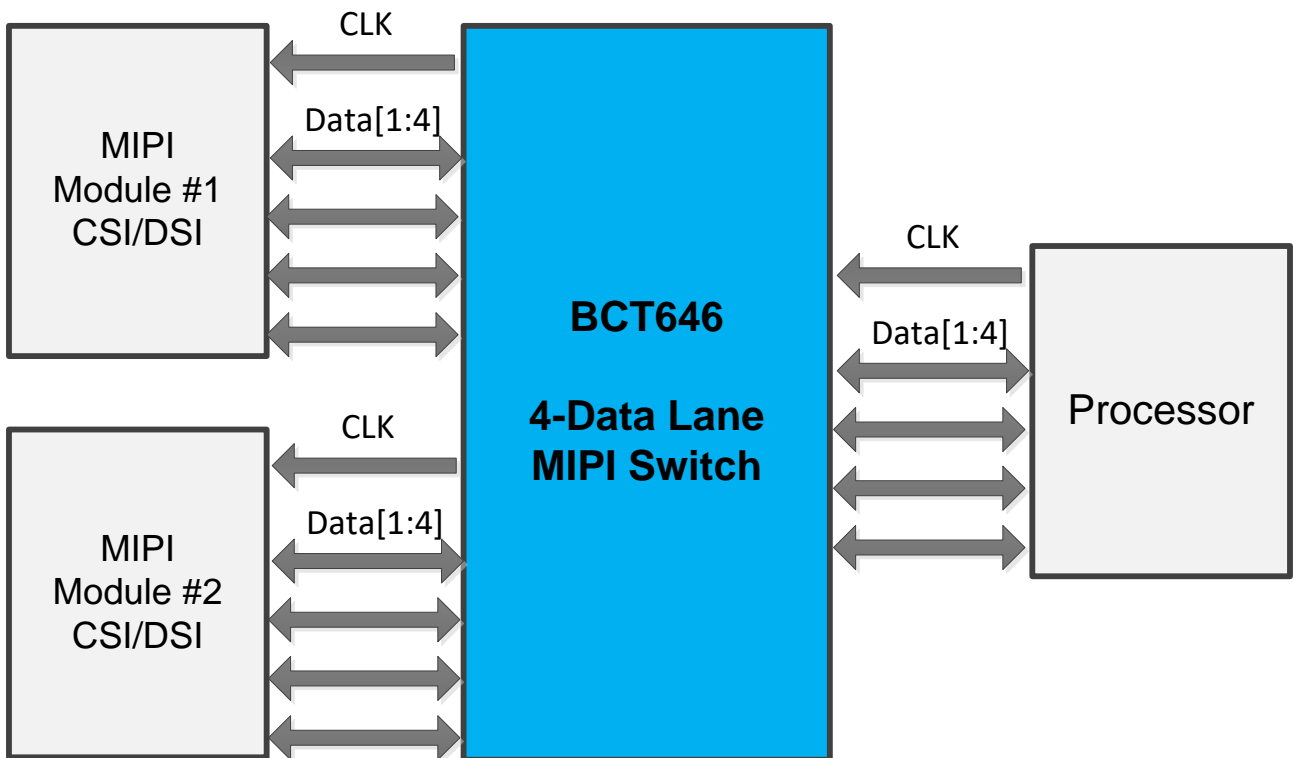 CLK
Data[1:4]
MIPI
Module #1
CSI/DSI
CLK
Data[1:4]
MIPI
Module #2
CSI/DSI
BCT646
4-Data Lane
MIPI Switch
CLK
Data[1:4]
Processor